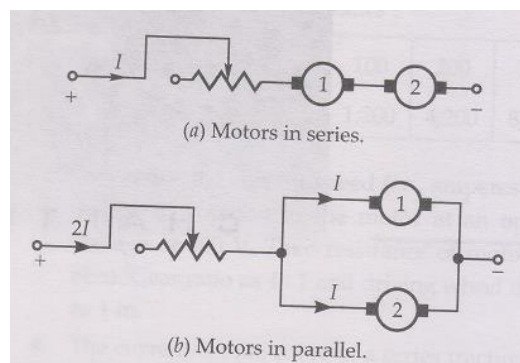 I
1
2
+
−
(a) Motors in series.
I
1
2I
+
−
I
2
(b) Motors in parallel.